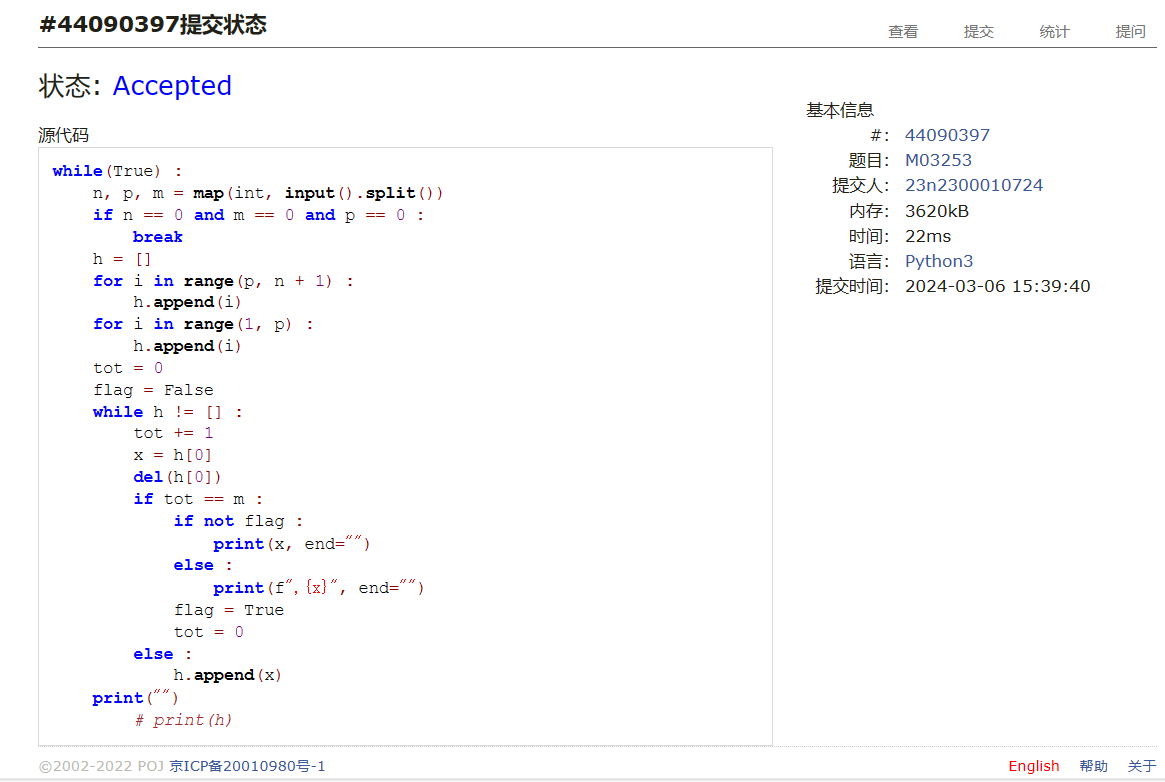 #44090397提交状态
查看 提交 统计 提问
状态: Accepted
源代码
while(True) :
    n, p, m = map(int, input().split())
    if n == 0 and m == 0 and p == 0 :
        break
    h = []
    for i in range(p, n + 1) :
        h.append(i)
    for i in range(1, p) :
        h.append(i)
    tot = 0
    flag = False
    while h != [] :
        tot += 1
        x = h[0]
        del(h[0])
        if tot == m :
            if not flag :
                print(x, end="")
            else :
                print(f",{x}", end="")
            flag = True
            tot = 0
        else :
            h.append(x)
    print("")
        # print(h)
基本信息
#: 44090397
题目: M03253
提交人: 23n2300010724
内存: 3620kB
时间: 22ms
语言: Python3
提交时间: 2024-03-06 15:39:40
©2002-2022 POJ 京ICP备20010980号-1
English 帮助 关于